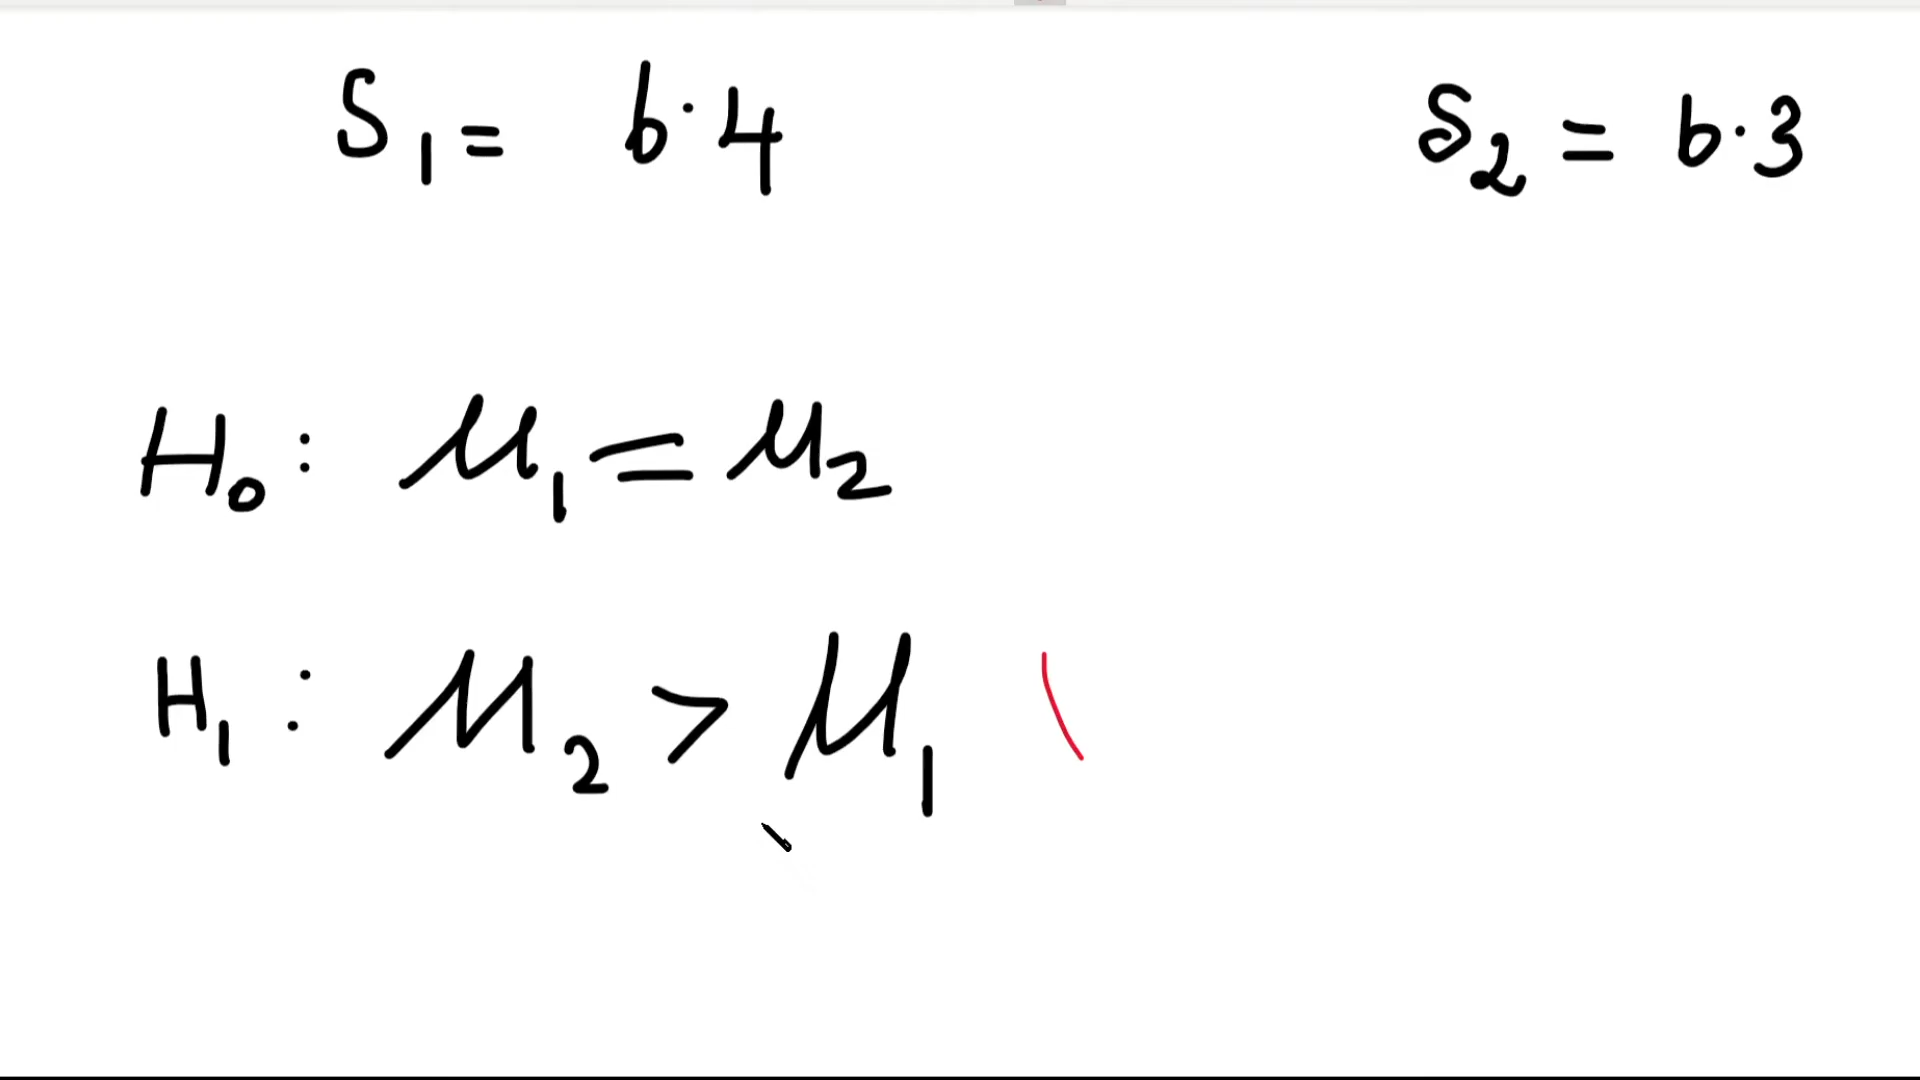 S₁ = 6.4 S₂ = 6.3
H₀ : μ₁ = μ₂
H₁ : μ₂ > μ₁